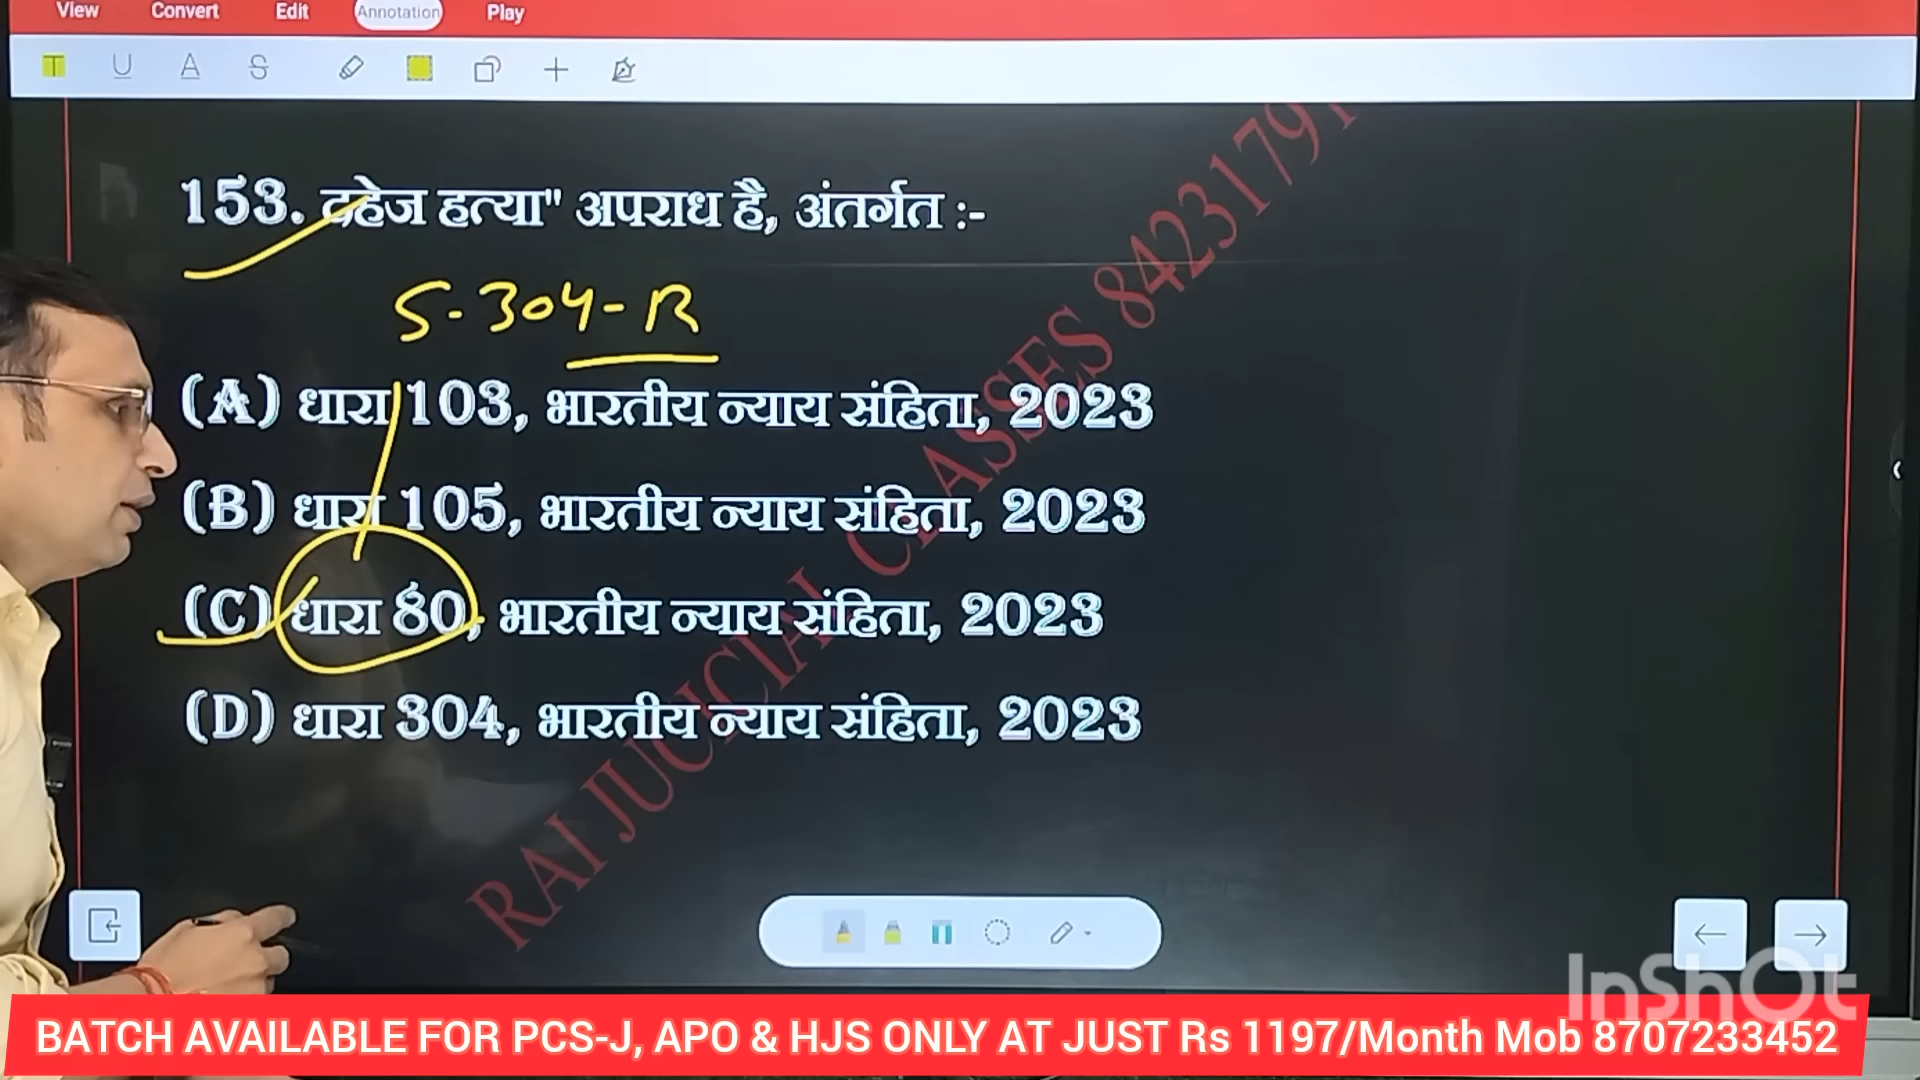 View Convert Edit Annotation Play
153. दहेज हत्या" अपराध है, अंतर्गत :-
S-304-B
(A) धारा 103, भारतीय न्याय संहिता, 2023
(B) धारा 105, भारतीय न्याय संहिता, 2023
(C) धारा 80, भारतीय न्याय संहिता, 2023
(D) धारा 304, भारतीय न्याय संहिता, 2023
RAI JUCICIAL CLASSES 8423179
InShOt
BATCH AVAILABLE FOR PCS-J, APO & HJS ONLY AT JUST Rs 1197/Month Mob 8707233452